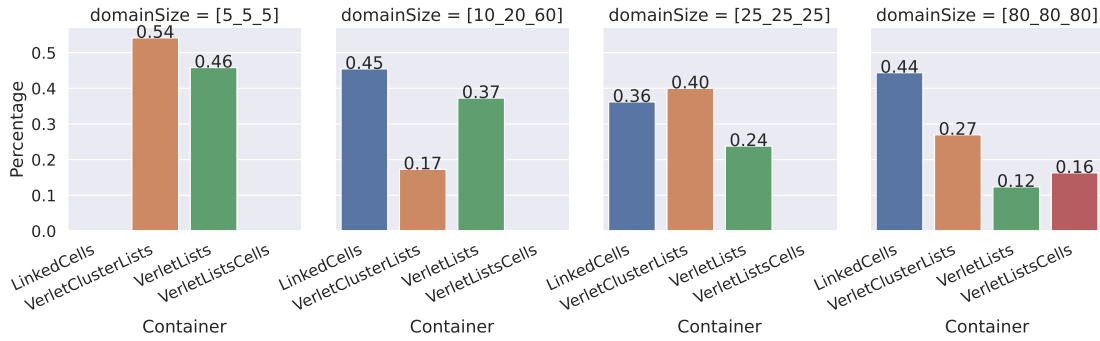 domainSize = [5_5_5]
domainSize = [10_20_60]
domainSize = [25_25_25]
domainSize = [80_80_80]
Percentage
0.5
0.4
0.3
0.2
0.1
0.0
0.54
0.46
0.45
0.17
0.37
0.36
0.40
0.24
0.44
0.27
0.12
0.16
LinkedCells
VerletClusterLists
VerletLists
VerletListsCells
LinkedCells
VerletClusterLists
VerletLists
VerletListsCells
LinkedCells
VerletClusterLists
VerletLists
VerletListsCells
LinkedCells
VerletClusterLists
VerletLists
VerletListsCells
Container
Container
Container
Container